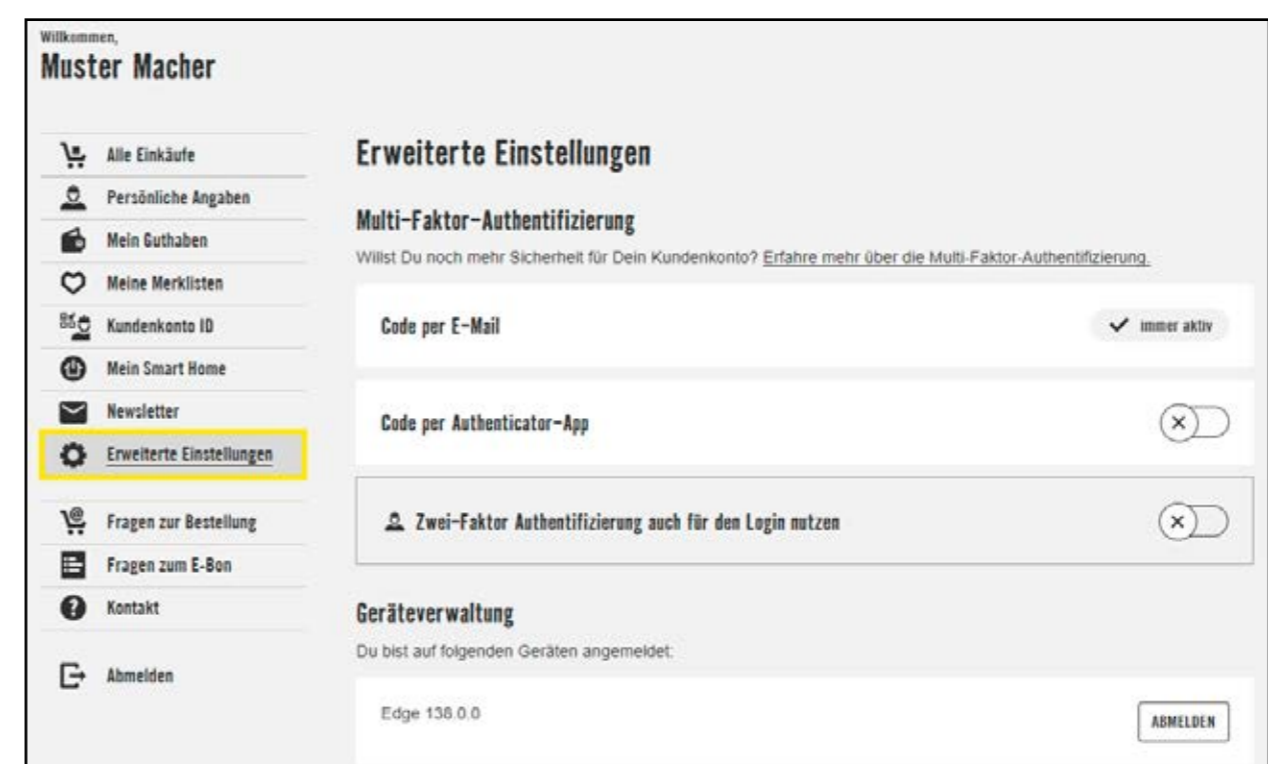 Willkommen,
Muster Macher
Alle Einkäufe
Persönliche Angaben
Mein Guthaben
Meine Merklisten
Kundenkonto ID
Mein Smart Home
Newsletter
Erweiterte Einstellungen
Fragen zur Bestellung
Fragen zum E-Bon
Kontakt
Abmelden
Erweiterte Einstellungen
Multi-Faktor-Authentifizierung
Willst Du noch mehr Sicherheit für Dein Kundenkonto? Erfahre mehr über die Multi-Faktor-Authentifizierung.
Code per E-Mail
immer aktiv
Code per Authenticator-App
Zwei-Faktor Authentifizierung auch für den Login nutzen
Geräteverwaltung
Du bist auf folgenden Geräten angemeldet:
Edge 138.0.0
ABMELDEN